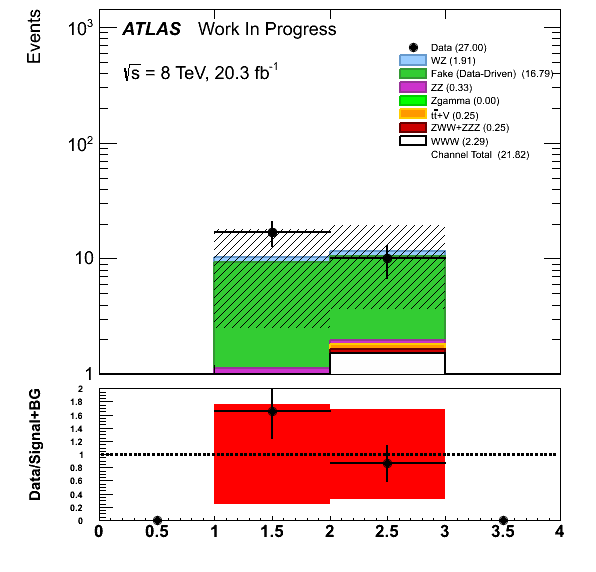 Events
10³
10²
10
1
ATLAS Work In Progress
√s = 8 TeV, 20.3 fb⁻¹
Data (27.00)
WZ (1.91)
Fake (Data-Driven) (16.79)
ZZ (0.33)
Zgamma (0.00)
tt̄+V (0.25)
ZWW+ZZZ (0.25)
WWW (2.29)
Channel Total (21.82)
Data/Signal+BG
2
1.8
1.6
1.4
1.2
1
0.8
0.6
0.4
0.2
0
0 0.5 1 1.5 2 2.5 3 3.5 4